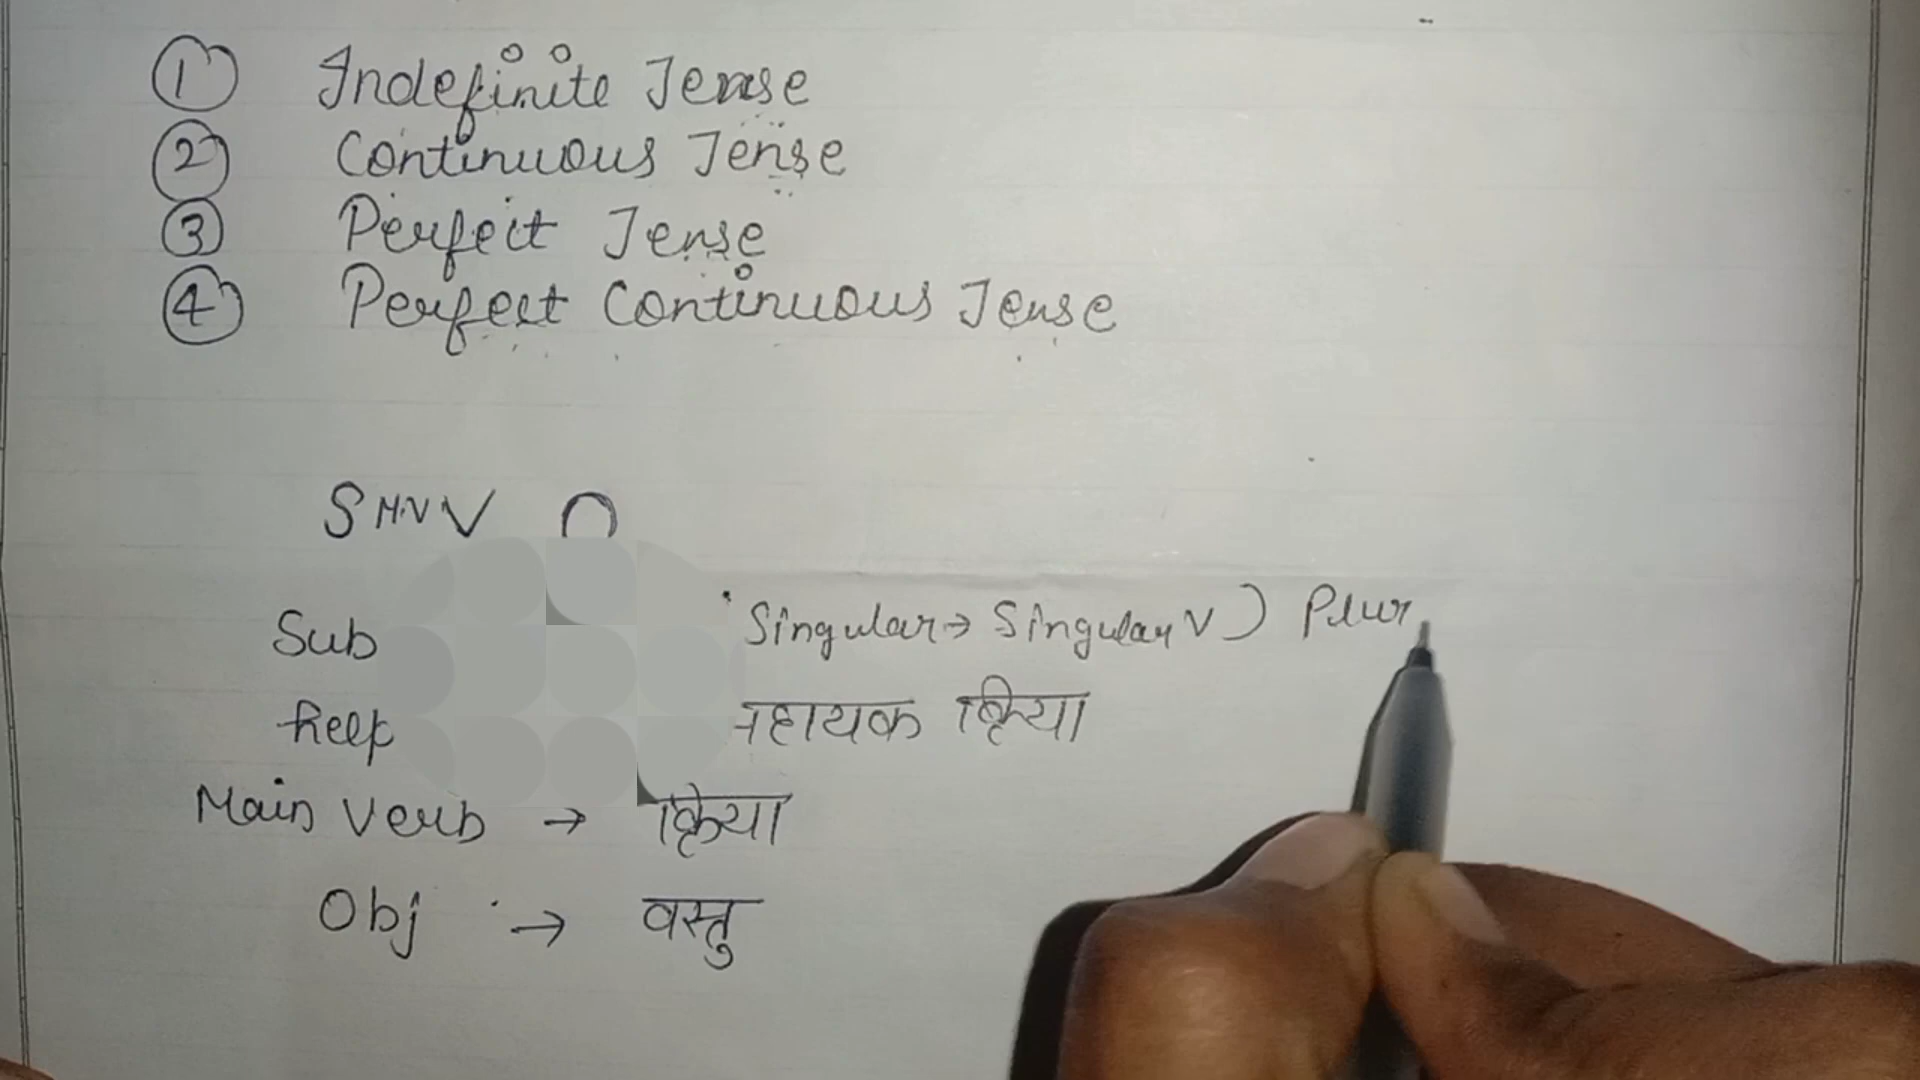 ① Indefinite Tense
② Continuous Tense
③ Perfect Tense
④ Perfect Continuous Tense
S H.V V O
Sub Singular → Singular V ) Plur
help सहायक क्रिया
Main Verb → क्रिया
Obj → वस्तु